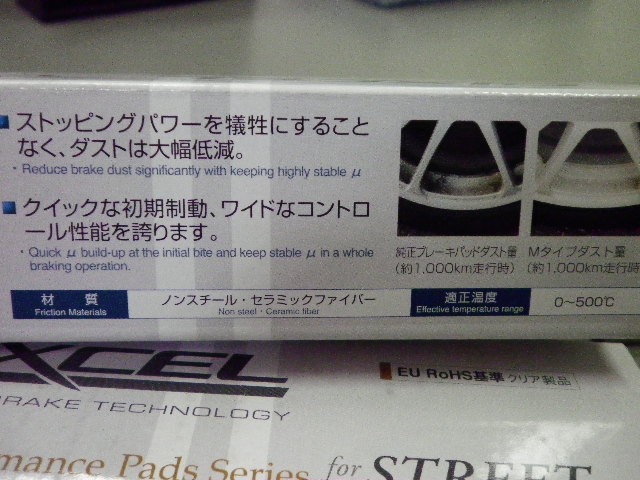 ストッピングパワーを犠牲にすること
なく、ダストは大幅低減。
・Reduce brake dust significantly with keeping highly stable μ
クイックな初期制動、ワイドなコントロ
ール性能を誇ります。
・Quick μ build-up at the initial bite and keep stable μ in a whole
braking operation.
純正ブレーキパッドダスト量
(約1,000km走行時)
Mタイプダスト量
(約1,000km走行時)
材 質
Friction Materials
ノンスチール・セラミックファイバー
Non steel・Ceramic fiber
適正温度
Effective temperature range
0〜500℃
XCEL
BRAKE TECHNOLOGY
EU RoHS基準 クリア製品
mance Pads Series for STREET